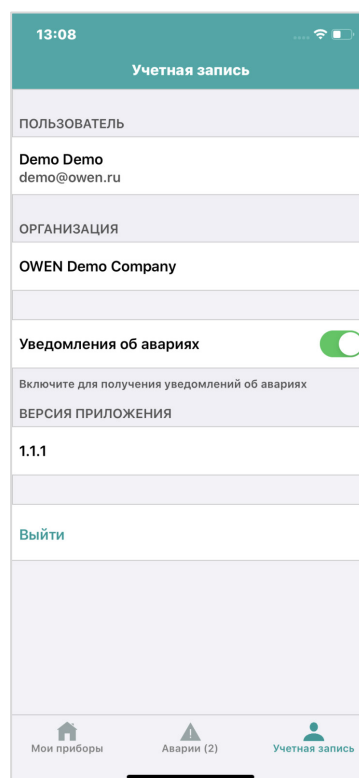 13:08
Учетная запись
ПОЛЬЗОВАТЕЛЬ
Demo Demo
demo@owen.ru
ОРГАНИЗАЦИЯ
OWEN Demo Company
Уведомления об авариях
Включите для получения уведомлений об авариях
ВЕРСИЯ ПРИЛОЖЕНИЯ
1.1.1
Выйти
Мои приборы Аварии (2) Учетная запись